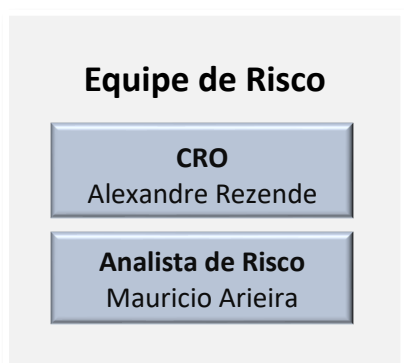 Equipe de Risco
CRO
Alexandre Rezende
Analista de Risco
Mauricio Arieira